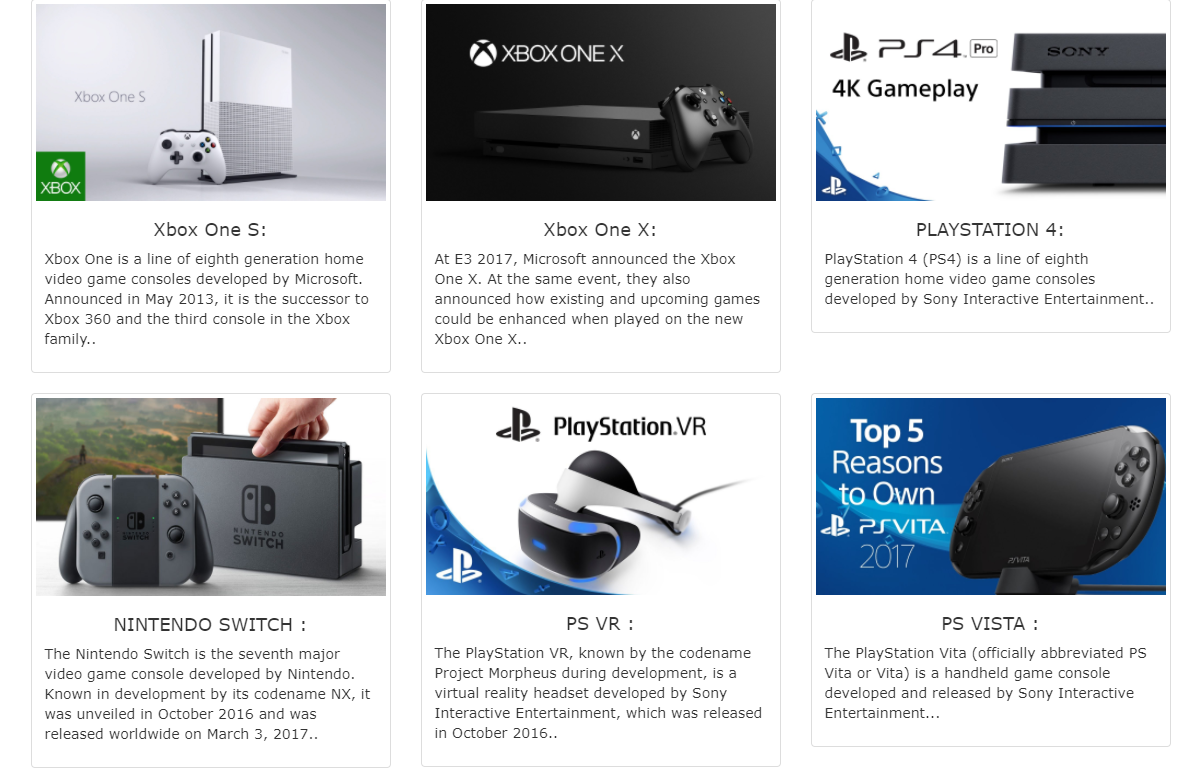 Xbox One S
XBOX
Xbox One S:
Xbox One is a line of eighth generation home
video game consoles developed by Microsoft.
Announced in May 2013, it is the successor to
Xbox 360 and the third console in the Xbox
family..
XBOX ONE X
Xbox One X:
At E3 2017, Microsoft announced the Xbox
One X. At the same event, they also
announced how existing and upcoming games
could be enhanced when played on the new
Xbox One X..
PS4 Pro
4K Gameplay
SONY
PLAYSTATION 4:
PlayStation 4 (PS4) is a line of eighth
generation home video game consoles
developed by Sony Interactive Entertainment..
NINTENDO
SWITCH
NINTENDO
SWITCH
NINTENDO SWITCH :
The Nintendo Switch is the seventh major
video game console developed by Nintendo.
Known in development by its codename NX, it
was unveiled in October 2016 and was
released worldwide on March 3, 2017..
PlayStation VR
PS VR :
The PlayStation VR, known by the codename
Project Morpheus during development, is a
virtual reality headset developed by Sony
Interactive Entertainment, which was released
in October 2016..
Top 5
Reasons
to Own
PSVITA
2017
PSVITA
PS VISTA :
The PlayStation Vita (officially abbreviated PS
Vita or Vita) is a handheld game console
developed and released by Sony Interactive
Entertainment...